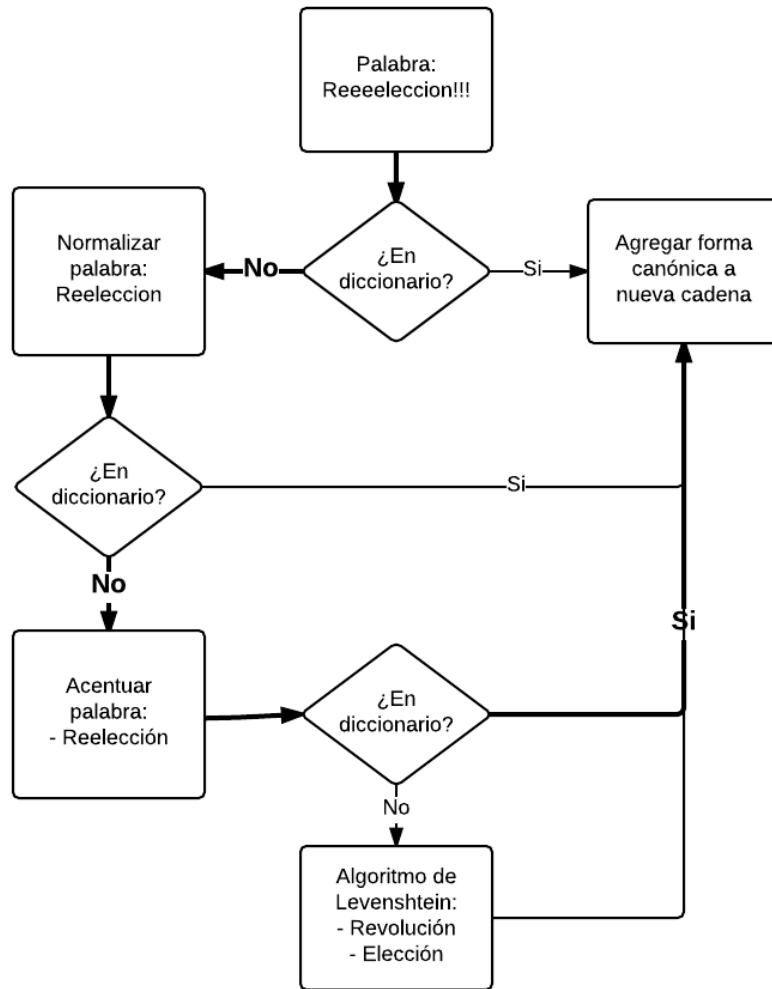 Palabra:
Reeeeleccion!!!
Normalizar
palabra:
Reeleccion
No
¿En
diccionario?
Si
Agregar forma
canónica a
nueva cadena
¿En
diccionario?
Si
No
Acentuar
palabra:
- Reelección
¿En
diccionario?
Si
No
Algoritmo de
Levenshtein:
- Revolución
- Elección